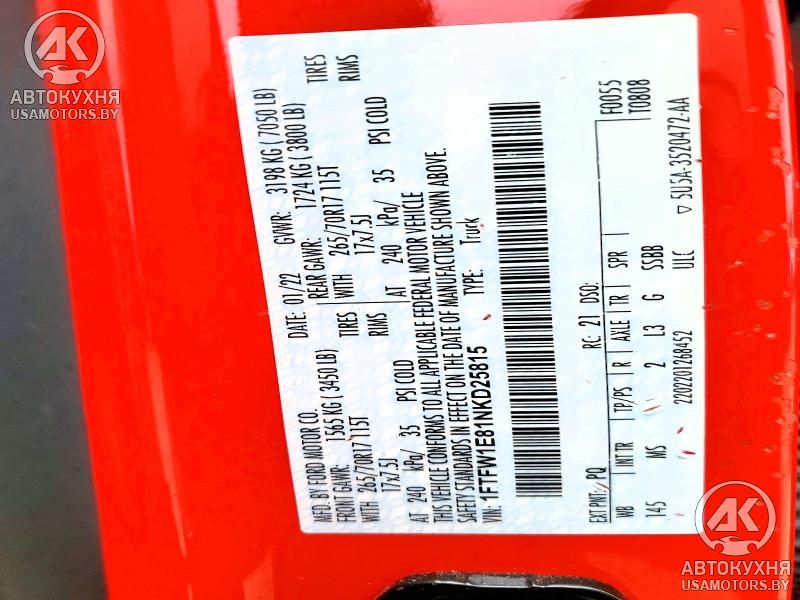 MFD. BY FORD MOTOR CO.
DATE: 01/22 GVWR: 3198 KG (7050 LB)
FRONT GAWR: 1565 KG (3450 LB) REAR GAWR: 1724 KG (3800 LB)
WITH 265/70R17 115T TIRES WITH 265/70R17 115T TIRES
17x7.5J RIMS 17x7.5J RIMS
AT 240 kPa/ 35 PSI COLD AT 240 kPa/ 35 PSI COLD
THIS VEHICLE CONFORMS TO ALL APPLICABLE FEDERAL MOTOR VEHICLE
SAFETY STANDARDS IN EFFECT ON THE DATE OF MANUFACTURE SHOWN ABOVE.
VIN: 1FTFW1E81NKD25815 TYPE: Truck
F0055
T0808
EXT PNT: PQ RC: 21 DSO:
WB INT TR TP/PS R AXLE TR SPR
145 MS 2 L3 G SSBB
2202201268452 ULC ▽ 5U5A-3520472-AA
AK
АВТОКУХНЯ
USAMOTORS.BY
AK
АВТОКУХНЯ
USAMOTORS.BY